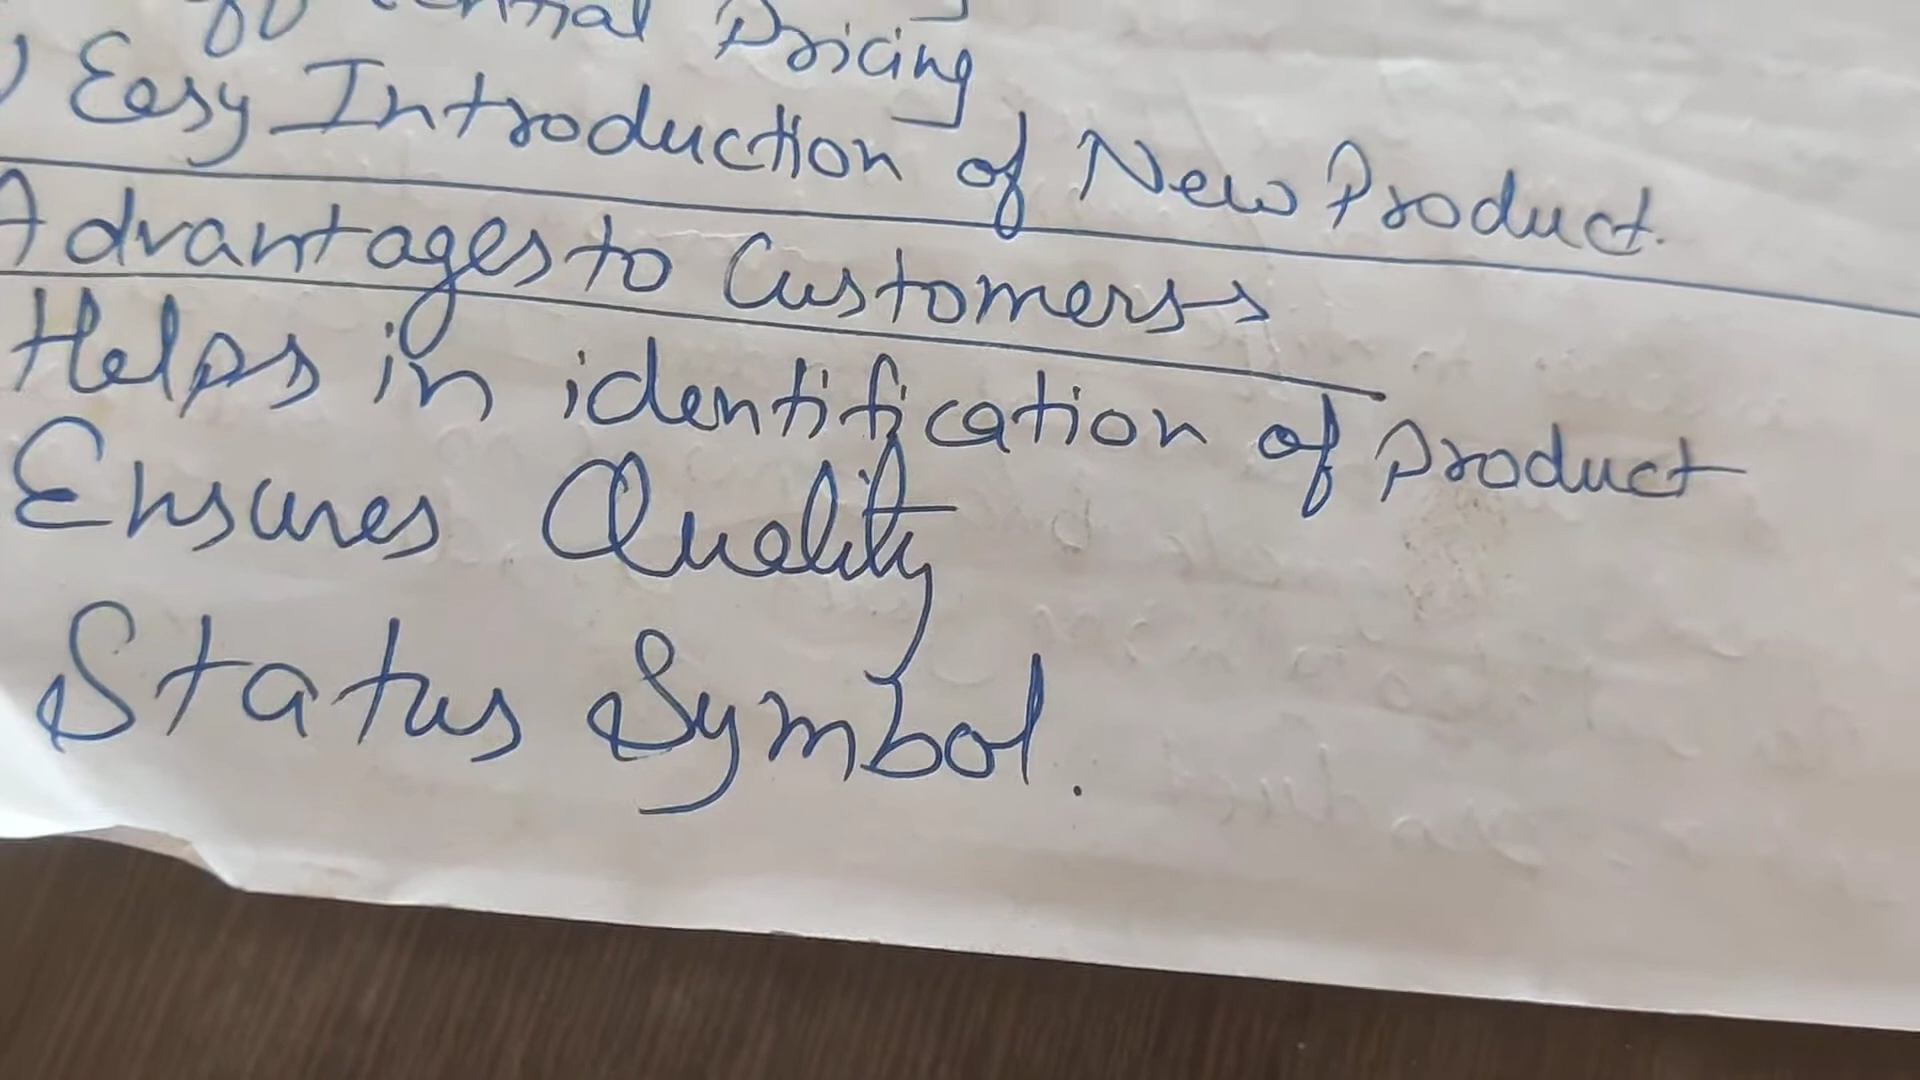 Pricing
) Easy Introduction of New Product.
Advantages to Customers→
Helps in identification of product
Ensures Quality
Status Symbol.